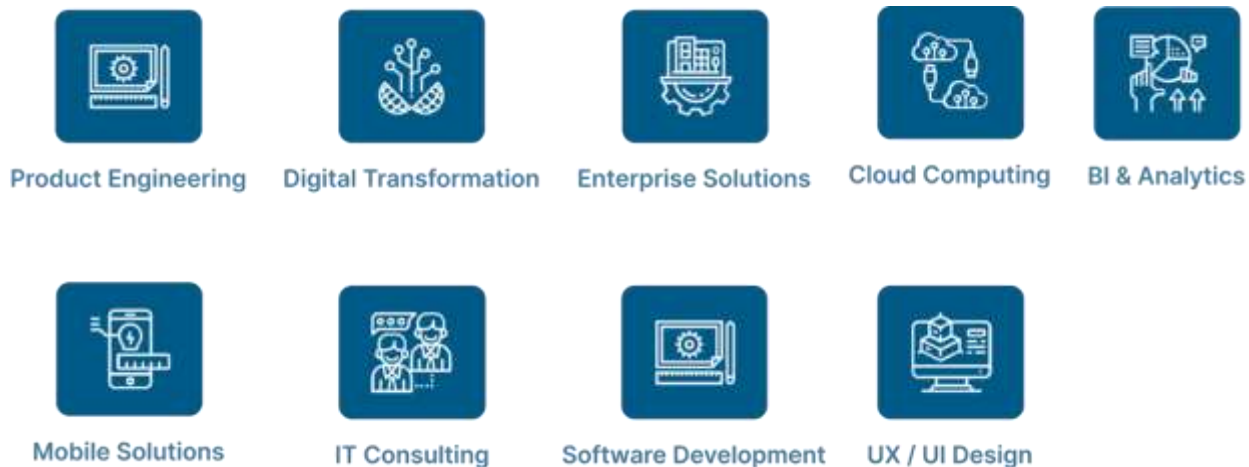 Product Engineering
Digital Transformation
Enterprise Solutions
Cloud Computing
BI & Analytics
Mobile Solutions
IT Consulting
Software Development
UX / UI Design